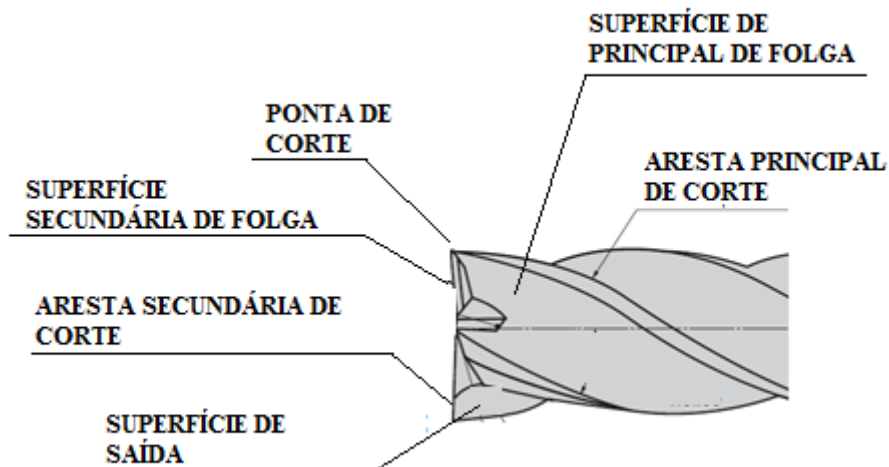 SUPERFÍCIE DE
PRINCIPAL DE FOLGA
PONTA DE
CORTE
ARESTA PRINCIPAL
DE CORTE
SUPERFÍCIE
SECUNDÁRIA DE FOLGA
ARESTA SECUNDÁRIA DE
CORTE
SUPERFÍCIE DE
SAÍDA